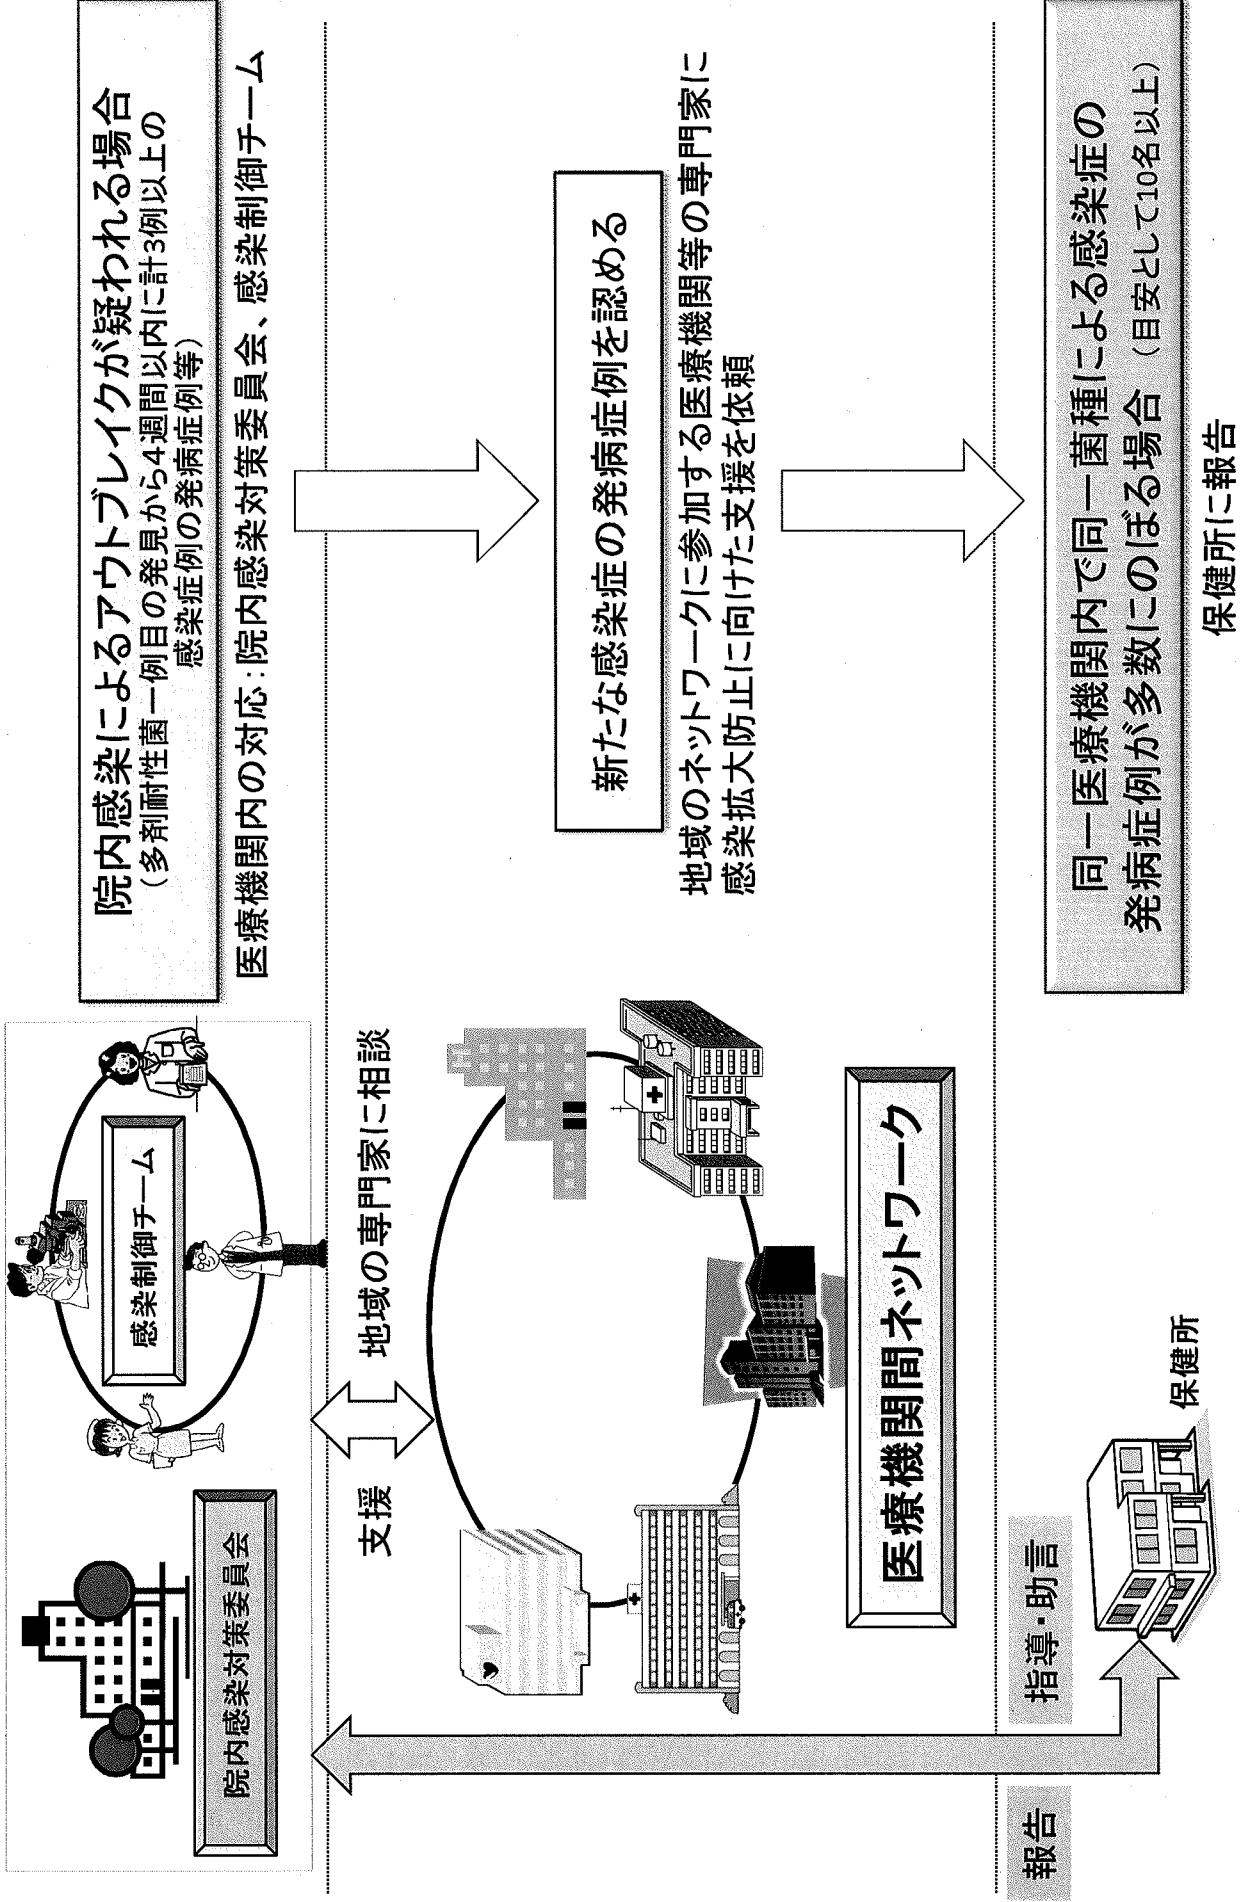 院内感染対策委員会
感染制御チーム
院内感染によるアウトブレイクが疑われる場合
（多剤耐性菌一例目の発見から4週間以内に計3例以上の
感染症例の発病症例等）
医療機関内の対応：院内感染対策委員会、感染制御チーム
支援
地域の専門家に相談
新たな感染症の発病症例を認める
地域のネットワークに参加する医療機関等の専門家に
感染拡大防止に向けた支援を依頼
医療機関間ネットワーク
報告
指導・助言
保健所
同一医療機関内で同一菌種による感染症の
発病症例が多数にのぼる場合（目安として10名以上）
保健所に報告